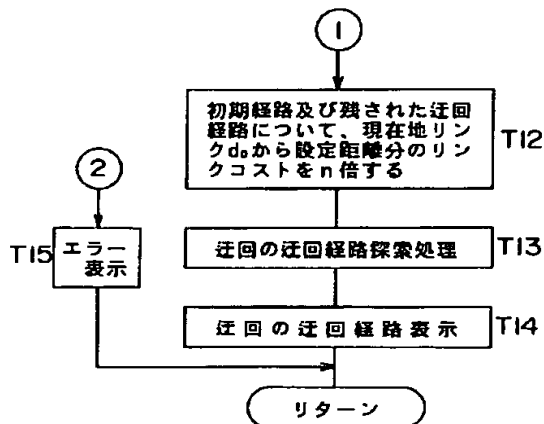 1
初期経路及び残された迂回
経路について、現在地リン
クd₀から設定距離分のリン
クコストをn倍する
T12
2
T15
エラー
表示
迂回の迂回経路探索処理
T13
迂回の迂回経路表示
T14
リターン